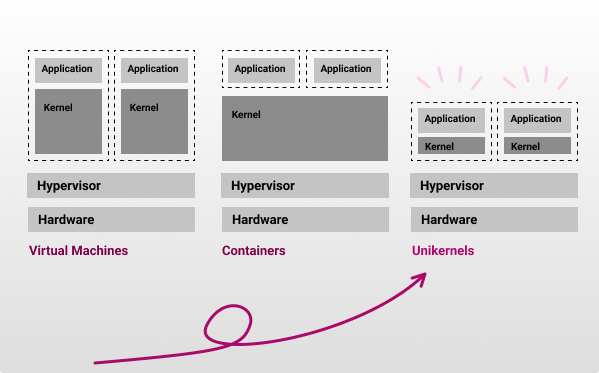 Application
Application
Kernel
Kernel
Hypervisor
Hardware
Virtual Machines
Application
Application
Kernel
Hypervisor
Hardware
Containers
Application
Application
Kernel
Kernel
Hypervisor
Hardware
Unikernels